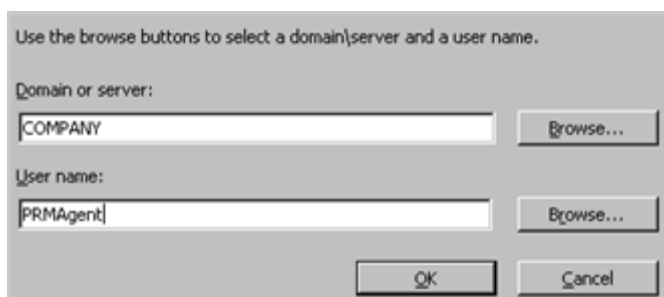 Use the browse buttons to select a domain\server and a user name.
Domain or server:
COMPANY
Browse...
User name:
PRMAgent
Browse...
OK
Cancel